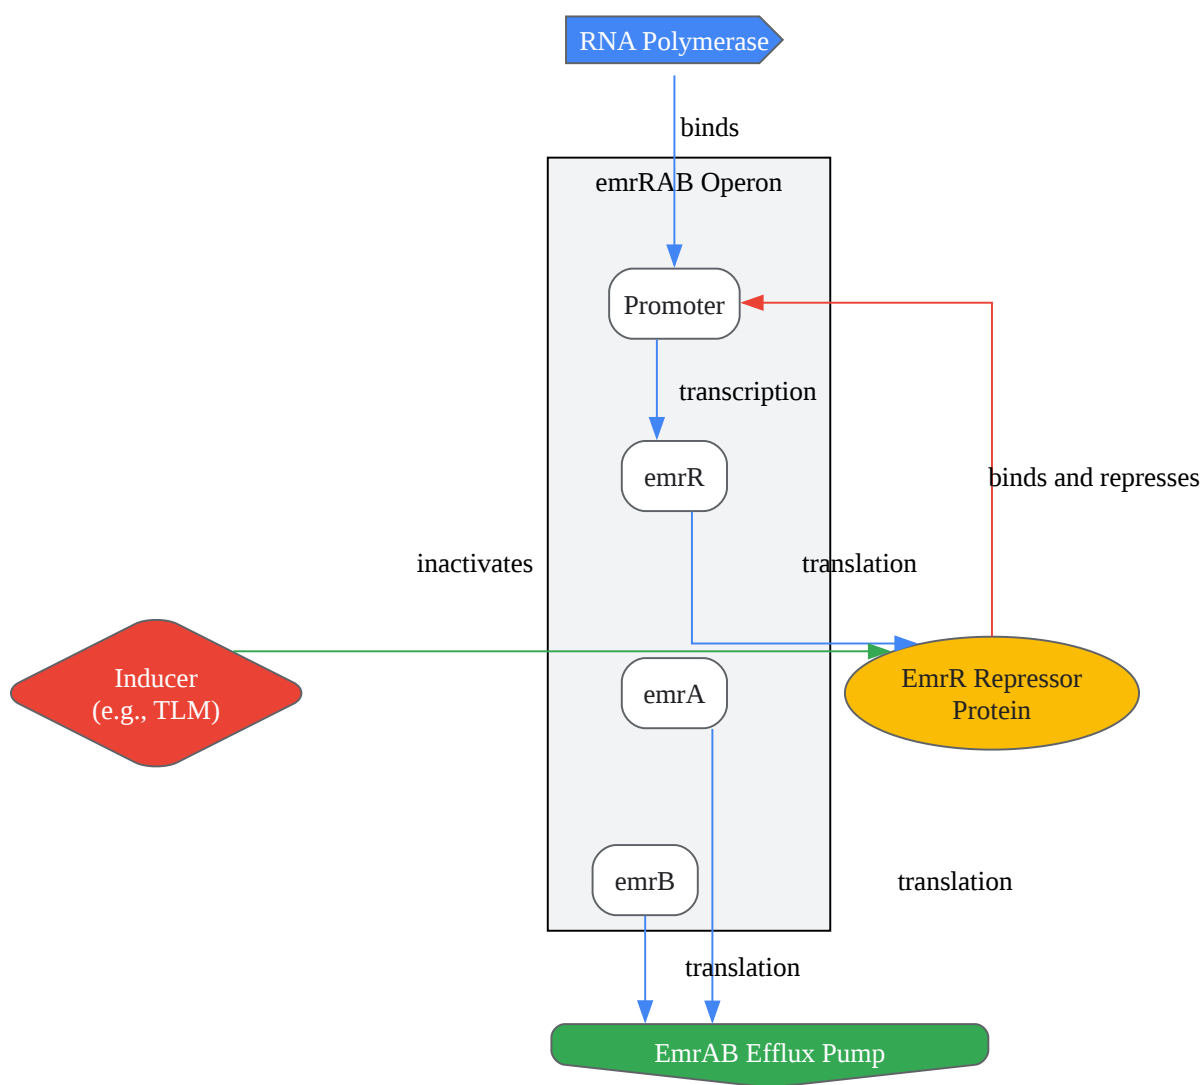 RNA Polymerase
binds
emrRAB Operon
Promoter
transcription
emrR
binds and represses
inactivates
translation
Inducer
(e.g., TLM)
emrA
EmrR Repressor
Protein
emrB
translation
translation
EmrAB Efflux Pump